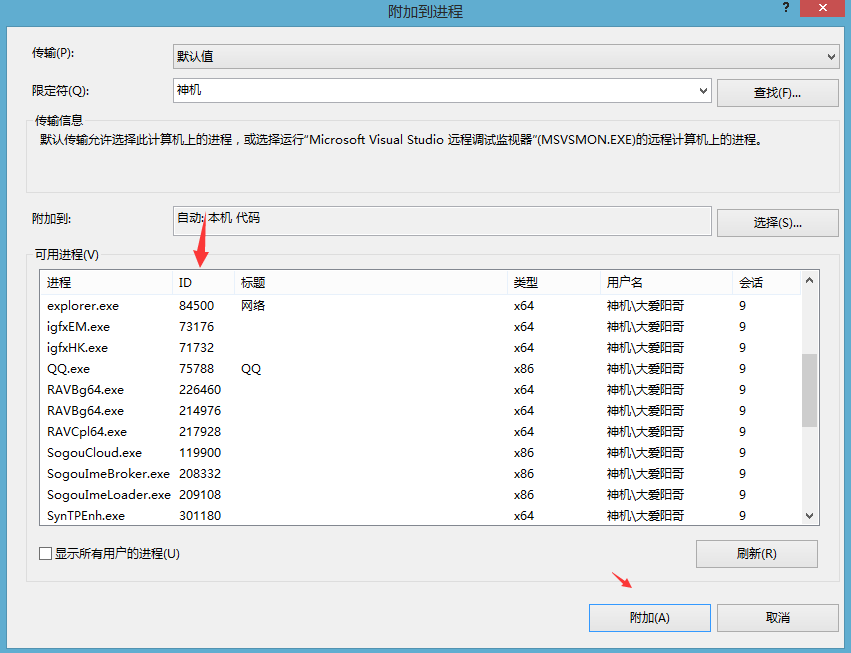 附加到进程
?
传输(P):
默认值
限定符(Q):
神机
查找(F)...
传输信息
默认传输允许选择此计算机上的进程，或选择运行“Microsoft Visual Studio 远程调试监视器”(MSVSMON.EXE)的远程计算机上的进程。
附加到:
自动: 本机 代码
选择(S)...
可用进程(V)
进程 ID 标题 类型 用户名 会话
explorer.exe 84500 网络 x64 神机\大爱阳哥 9
igfxEM.exe 73176 x64 神机\大爱阳哥 9
igfxHK.exe 71732 x64 神机\大爱阳哥 9
QQ.exe 75788 QQ x86 神机\大爱阳哥 9
RAVBg64.exe 226460 x64 神机\大爱阳哥 9
RAVBg64.exe 214976 x64 神机\大爱阳哥 9
RAVCpl64.exe 217928 x64 神机\大爱阳哥 9
SogouCloud.exe 119900 x86 神机\大爱阳哥 9
SogouImeBroker.exe 208332 x86 神机\大爱阳哥 9
SogouImeLoader.exe 209108 x86 神机\大爱阳哥 9
SynTPEnh.exe 301180 x64 神机\大爱阳哥 9
显示所有用户的进程(U)
刷新(R)
附加(A)
取消